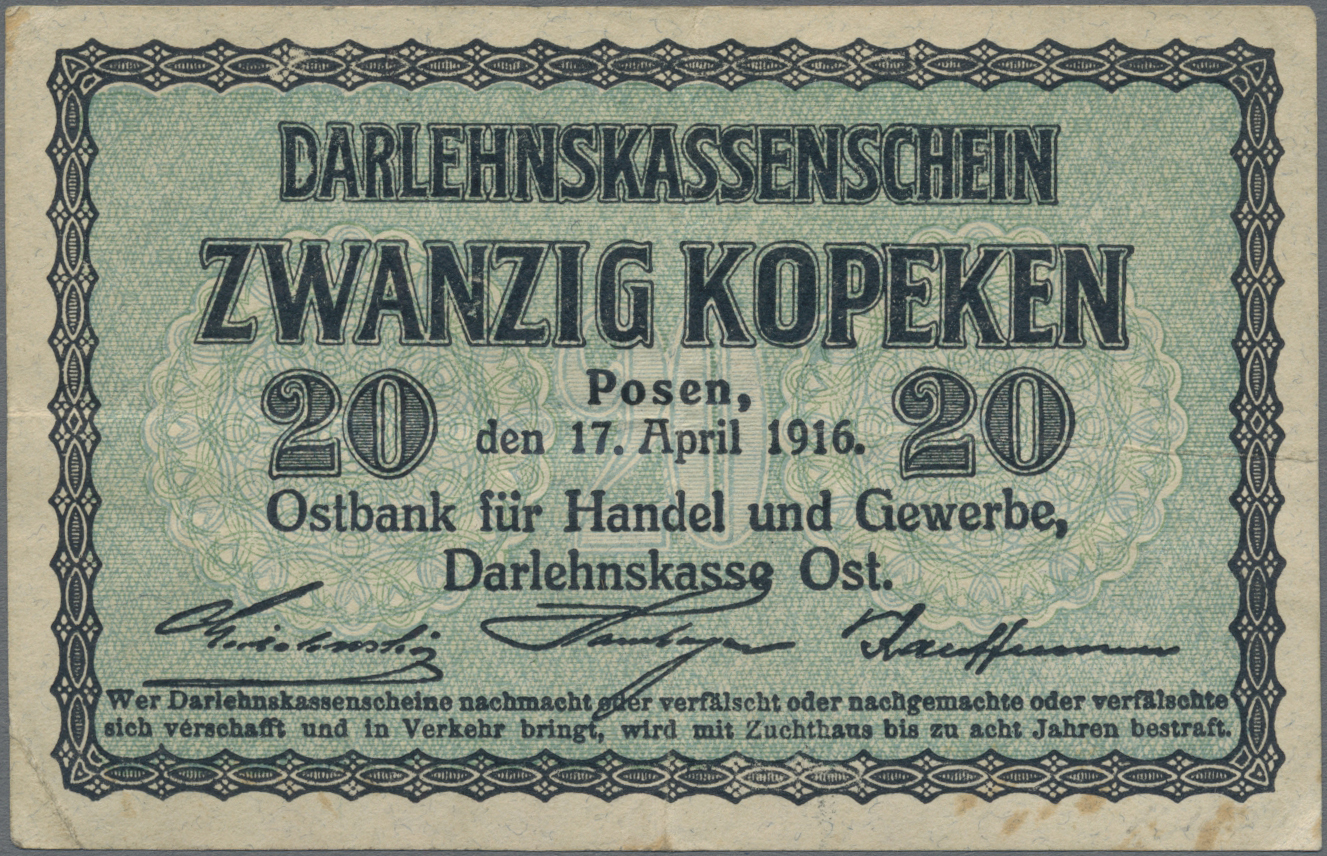 DARLEHNSKASSENSCHEIN
ZWANZIG KOPEKEN
20 Posen, 20
den 17. April 1916.
Ostbank für Handel und Gewerbe,
Darlehnskasse Ost.
Kauffmann
Wer Darlehnskassenscheine nachmacht oder verfälscht oder nachgemachte oder verfälschte
sich verschafft und in Verkehr bringt, wird mit Zuchthaus bis zu acht Jahren bestraft.